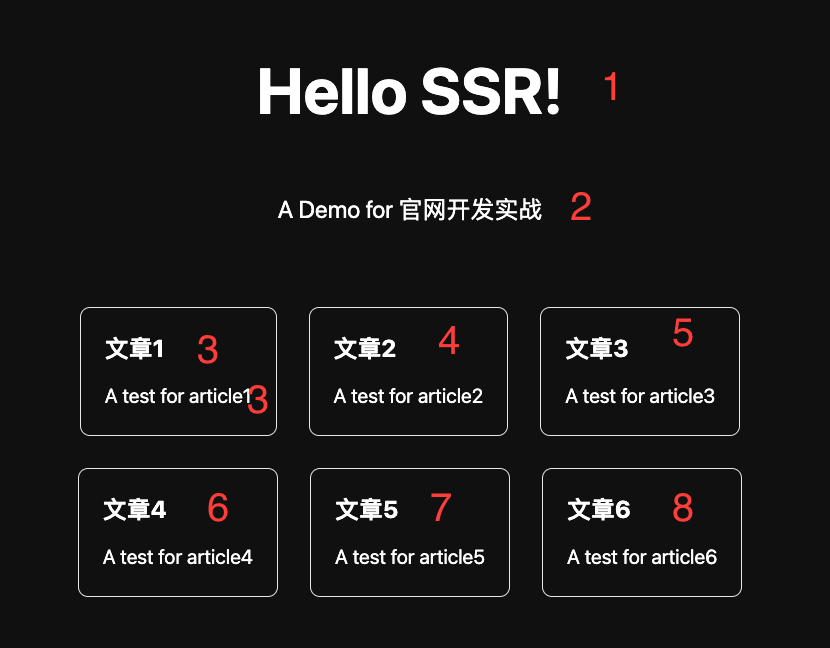 Hello SSR! 1
A Demo for 官网开发实战 2
文章1 3
A test for article1 3
文章2 4
A test for article2
文章3 5
A test for article3
文章4 6
A test for article4
文章5 7
A test for article5
文章6 8
A test for article6